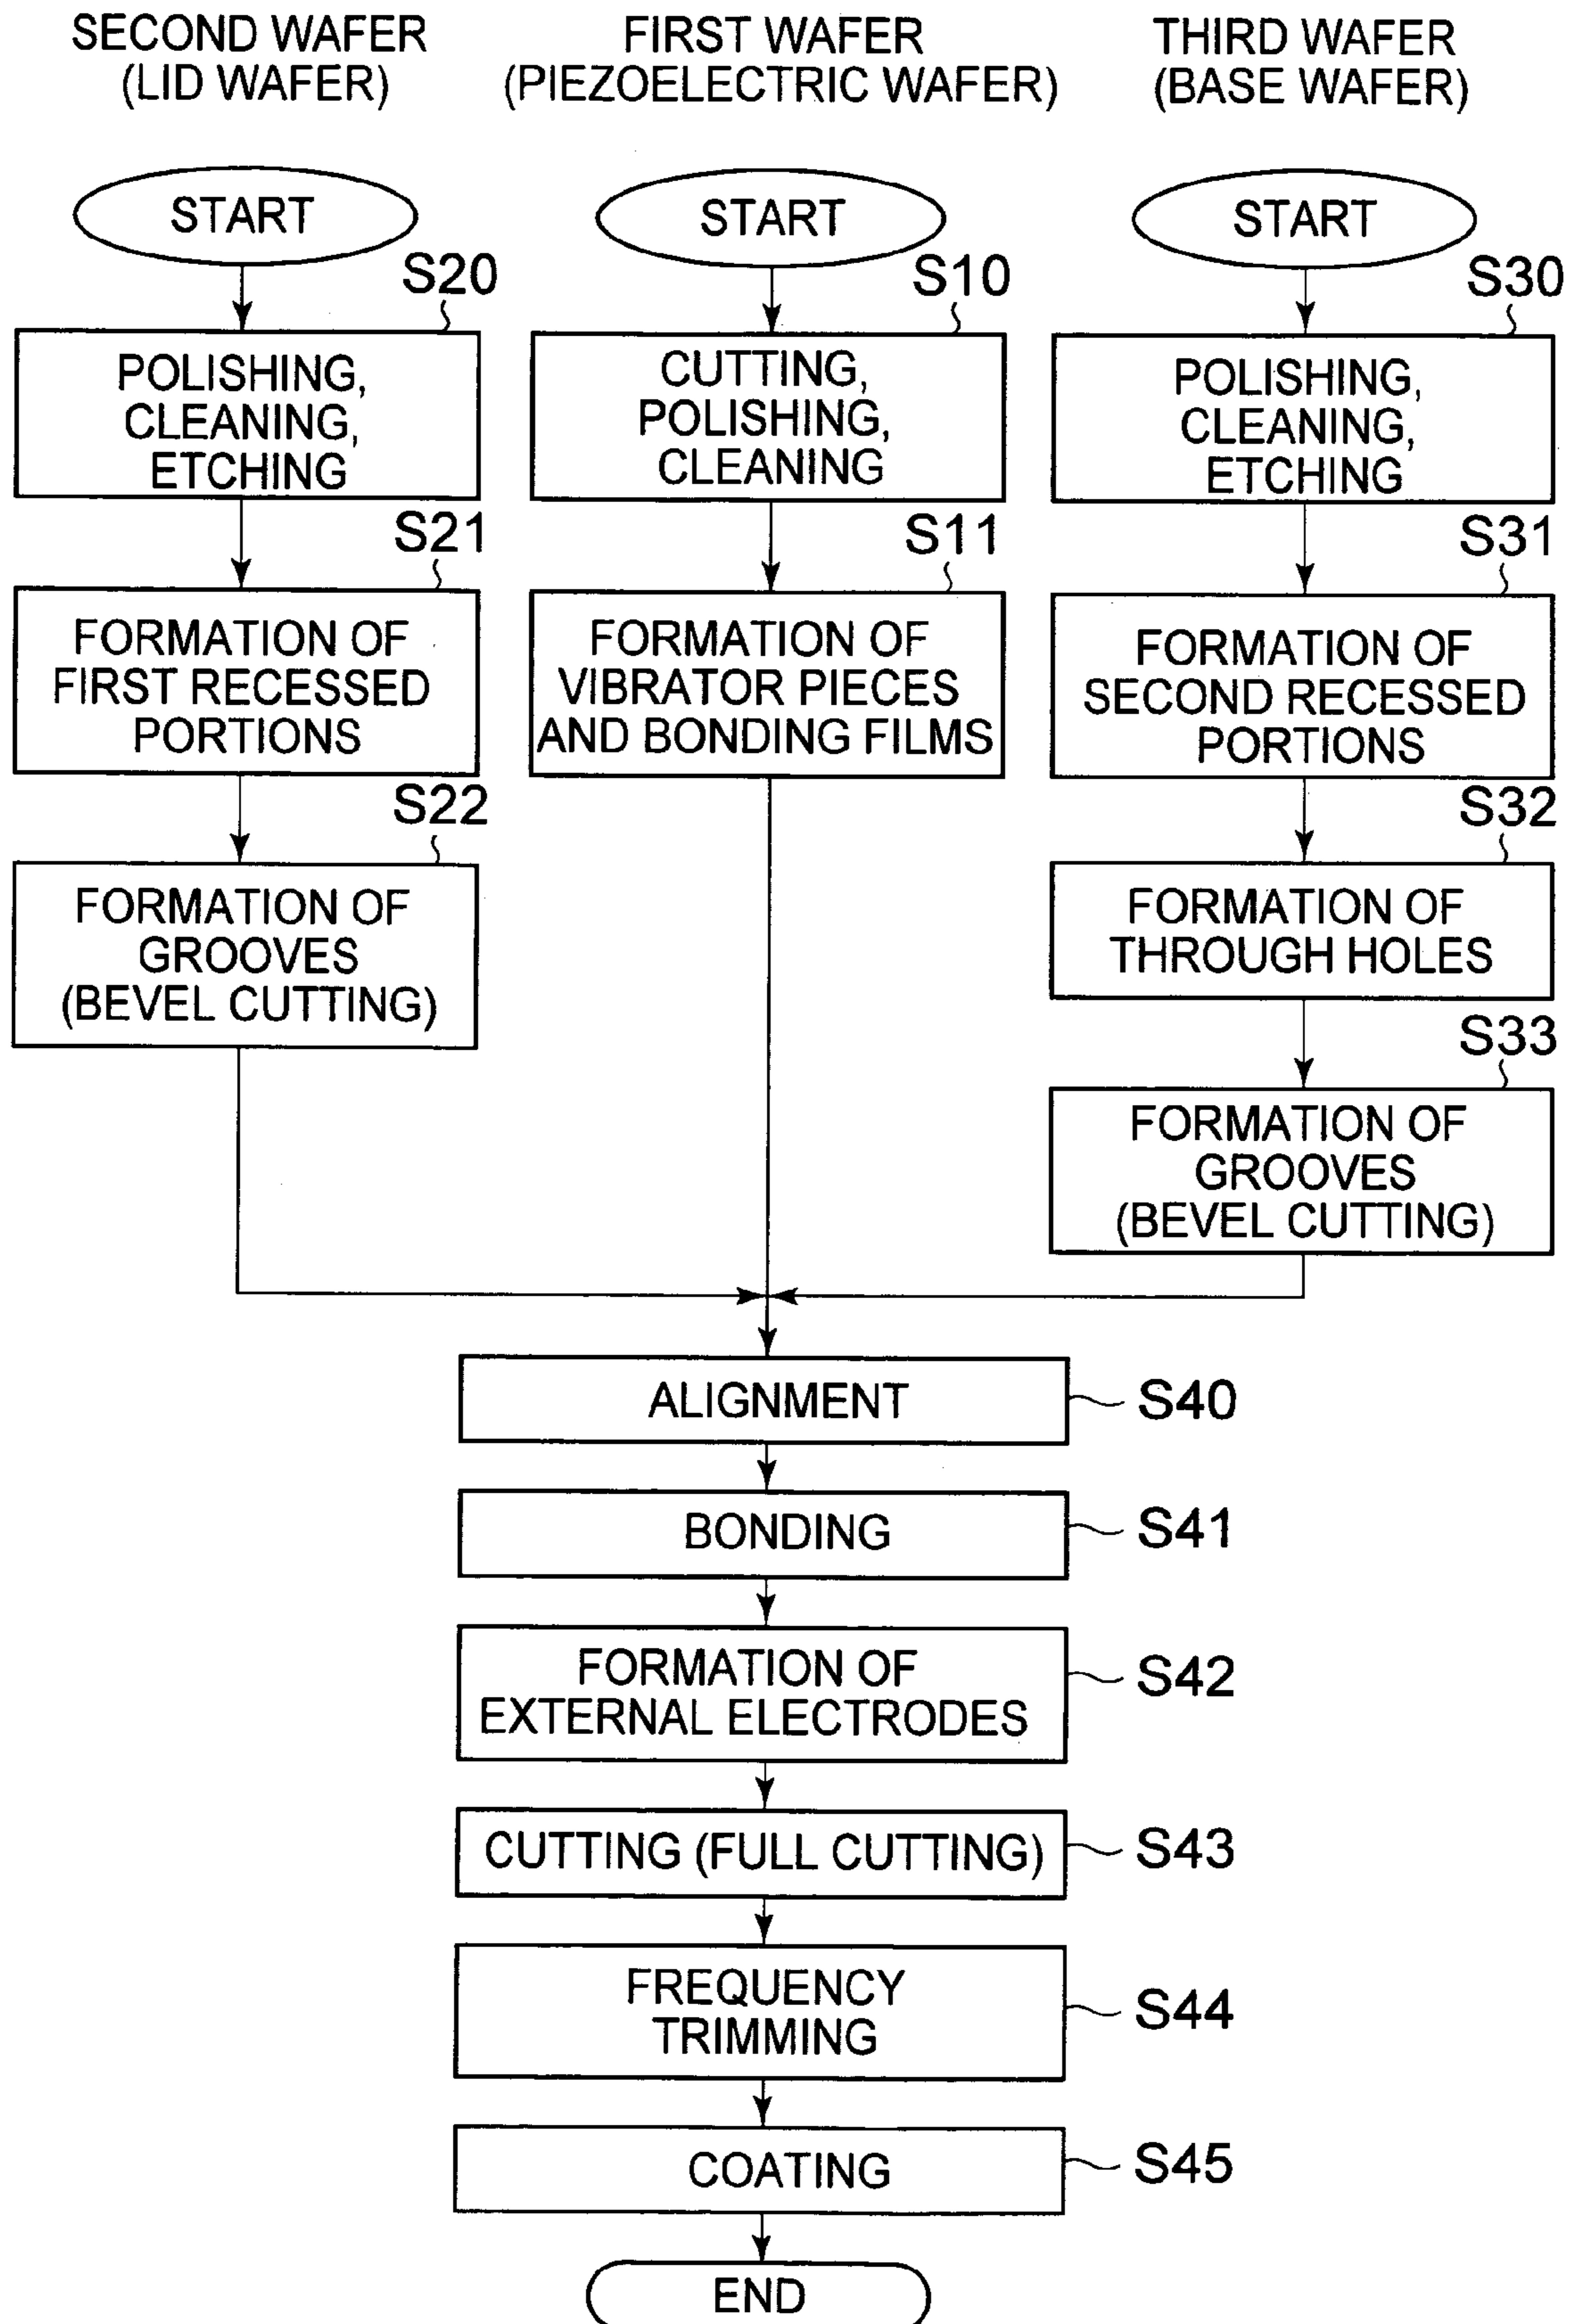 SECOND WAFER
(LID WAFER)
FIRST WAFER
(PIEZOELECTRIC WAFER)
THIRD WAFER
(BASE WAFER)
START
START
START
S20
POLISHING,
CLEANING,
ETCHING
S10
CUTTING,
POLISHING,
CLEANING
S30
POLISHING,
CLEANING,
ETCHING
S21
FORMATION OF
FIRST RECESSED
PORTIONS
S11
FORMATION OF
VIBRATOR PIECES
AND BONDING FILMS
S31
FORMATION OF
SECOND RECESSED
PORTIONS
S22
FORMATION OF
GROOVES
(BEVEL CUTTING)
S32
FORMATION OF
THROUGH HOLES
S33
FORMATION OF
GROOVES
(BEVEL CUTTING)
ALIGNMENT
S40
BONDING
S41
FORMATION OF
EXTERNAL ELECTRODES
S42
CUTTING (FULL CUTTING)
S43
FREQUENCY
TRIMMING
S44
COATING
S45
END